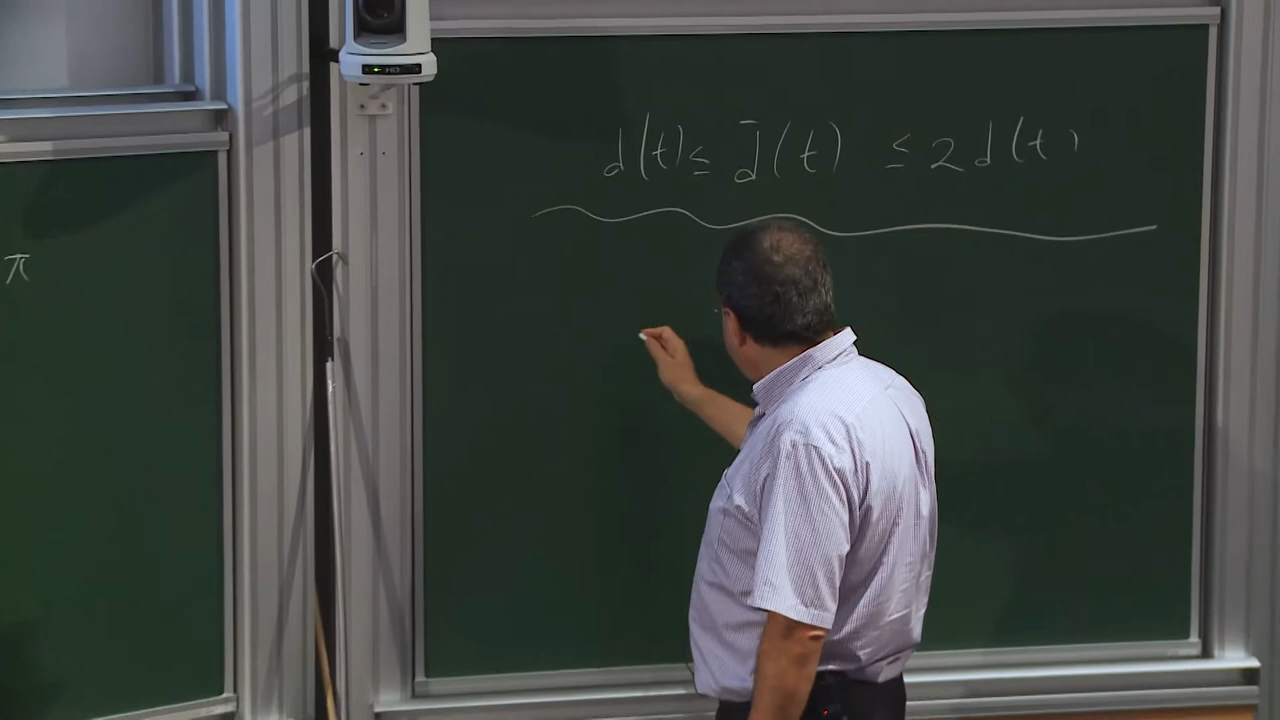 π
d(t) ≤ d̄(t) ≤ 2d(t)